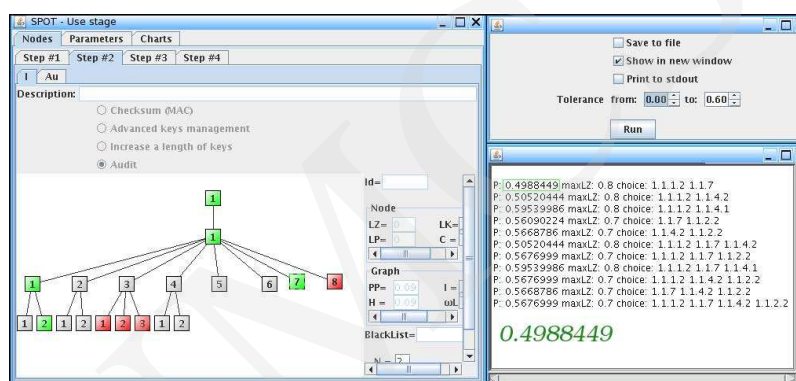 SPOT - Use stage
Nodes Parameters Charts
Step #1 Step #2 Step #3 Step #4
I Au
Description:
Checksum (MAC)
Advanced keys management
Increase a length of keys
Audit
1
1
1 2 3 4 5 6 7 8
1 2 1 2 1 2 3 1 2
Id=
Node
LZ= 0 LK=
LP= 0 C =
Graph
PP= 0.09 I =
H = 0.09 ωL
BlackList=
N = 2
Save to file
Show in new window
Print to stdout
Tolerance from: 0.00 to: 0.60
Run
P: 0.4988449 maxLZ: 0.8 choice: 1.1.1.2 1.1.7
P: 0.50520444 maxLZ: 0.8 choice: 1.1.1.2 1.1.4.2
P: 0.59539986 maxLZ: 0.8 choice: 1.1.1.2 1.1.4.1
P: 0.56090224 maxLZ: 0.7 choice: 1.1.7 1.1.2.2
P: 0.5668786 maxLZ: 0.7 choice: 1.1.4.2 1.1.2.2
P: 0.50520444 maxLZ: 0.8 choice: 1.1.1.2 1.1.7 1.1.4.2
P: 0.5676999 maxLZ: 0.7 choice: 1.1.1.2 1.1.7 1.1.2.2
P: 0.59539986 maxLZ: 0.8 choice: 1.1.1.2 1.1.7 1.1.4.1
P: 0.5676999 maxLZ: 0.7 choice: 1.1.1.2 1.1.4.2 1.1.2.2
P: 0.5668786 maxLZ: 0.7 choice: 1.1.7 1.1.4.2 1.1.2.2
P: 0.5676999 maxLZ: 0.7 choice: 1.1.1.2 1.1.7 1.1.4.2 1.1.2.2
0.4988449